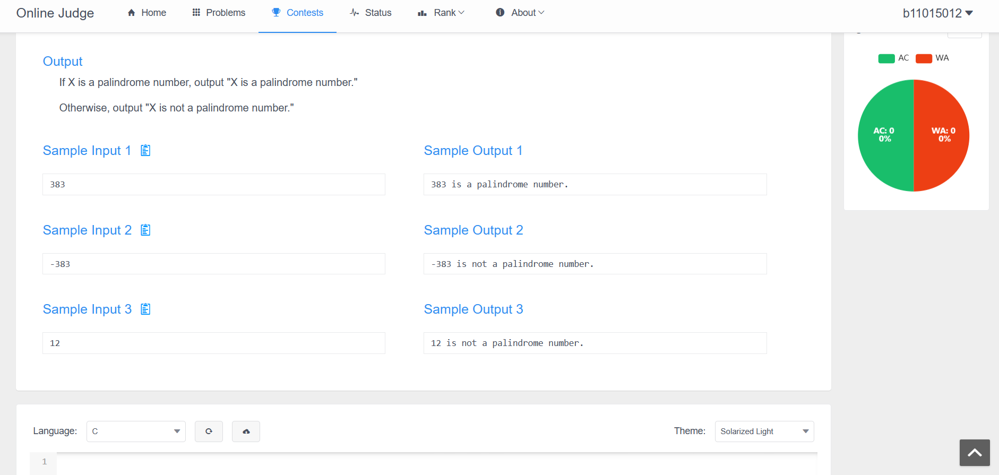 Online Judge
Home
Problems
Contests
Status
Rank
About
b11015012
Output
If X is a palindrome number, output "X is a palindrome number."
Otherwise, output "X is not a palindrome number."
Sample Input 1
Sample Output 1
383
383 is a palindrome number.
Sample Input 2
Sample Output 2
-383
-383 is not a palindrome number.
Sample Input 3
Sample Output 3
12
12 is not a palindrome number.
AC
WA
AC: 0
0%
WA: 0
0%
Language:
C
Theme:
Solarized Light
1